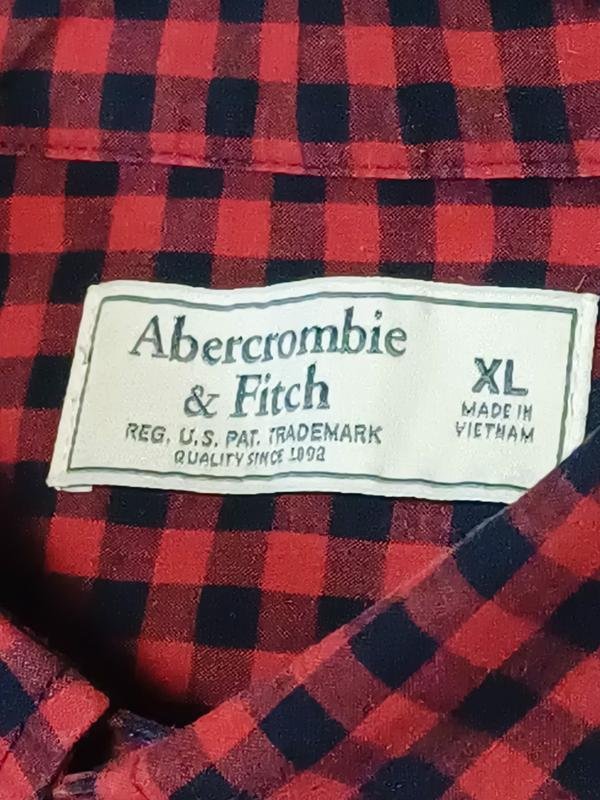 Abercrombie
& Fitch
REG. U.S. PAT. TRADEMARK
QUALITY SINCE 1892
XL
MADE IN
VIETNAM